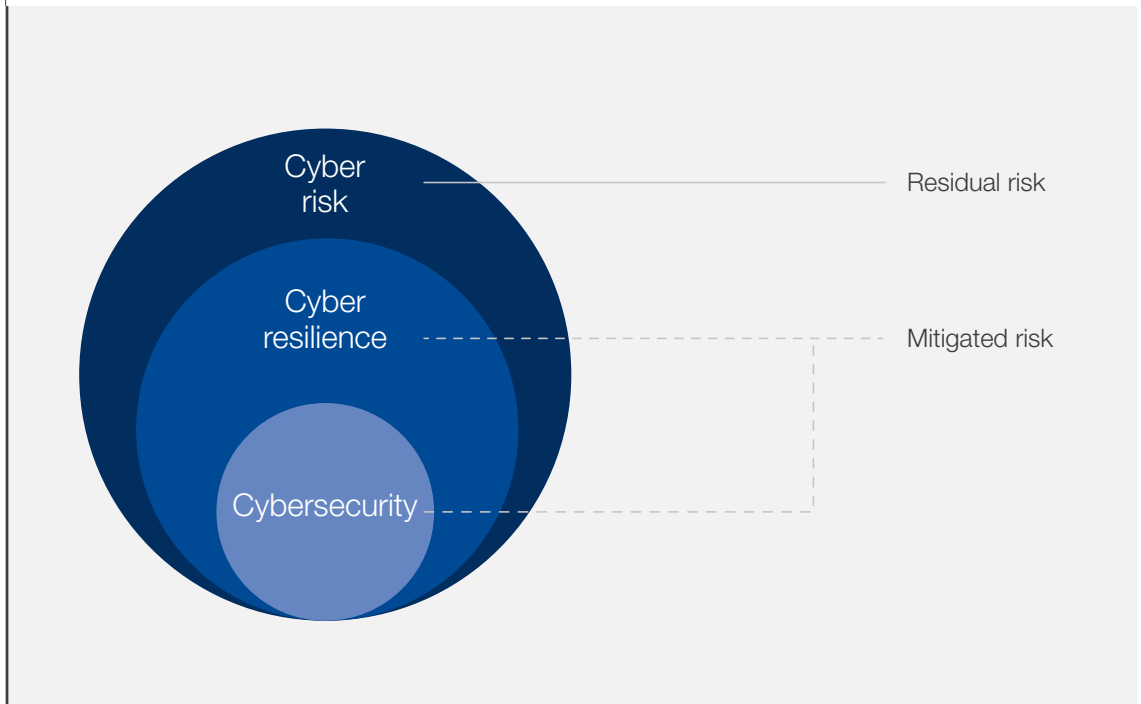 Cyber
risk
Residual risk
Cyber
resilience
Mitigated risk
Cybersecurity